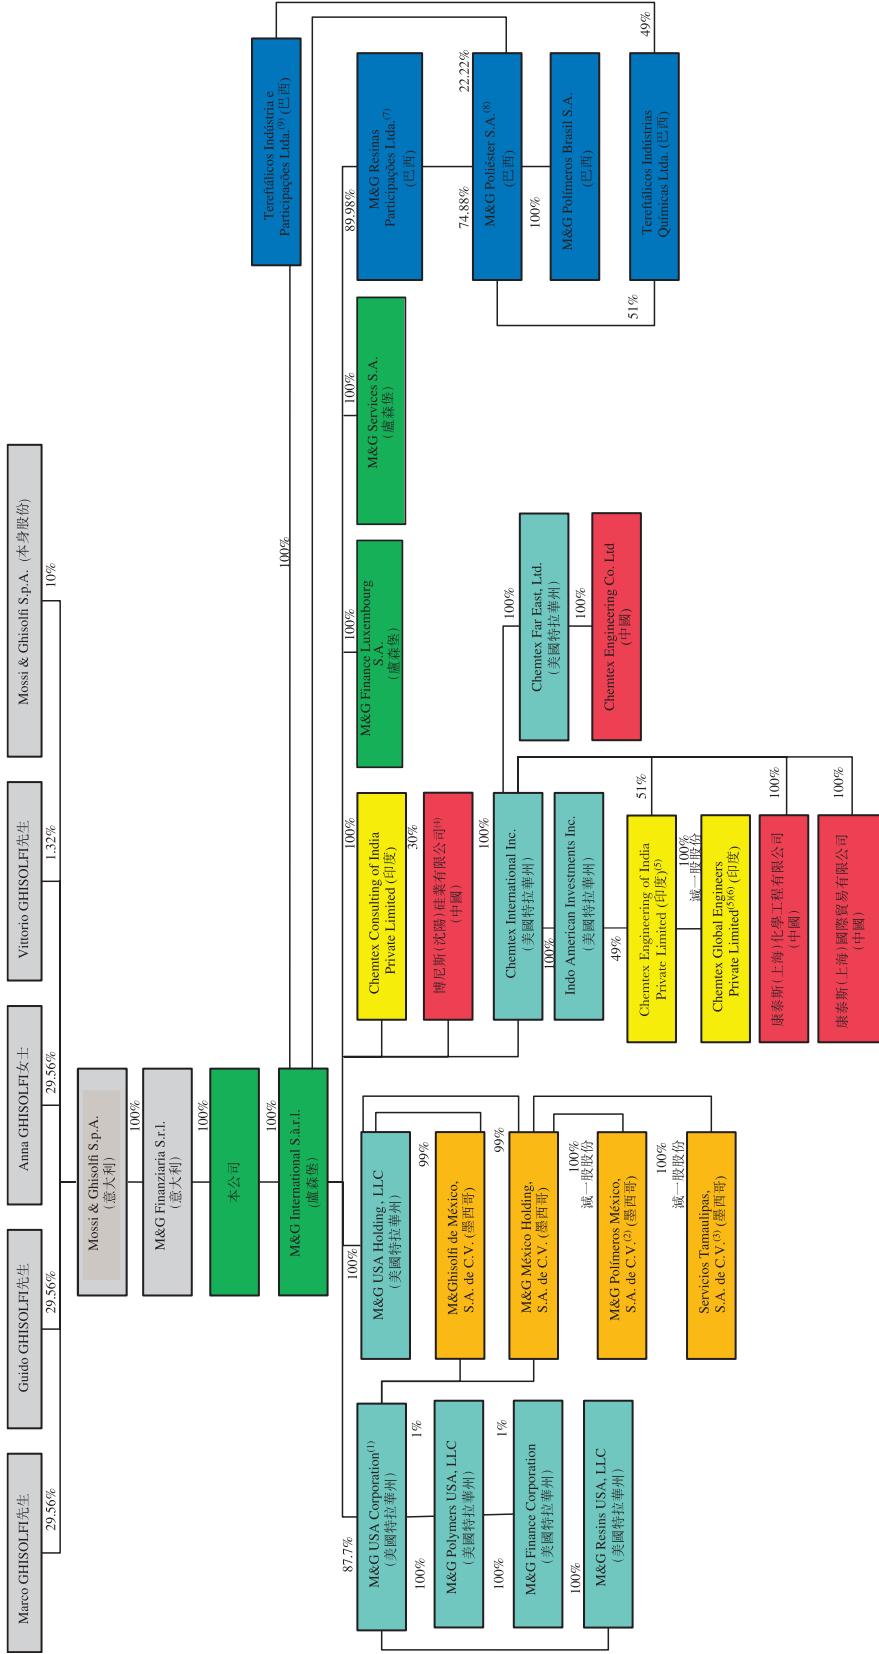 Marco GHISOLFI先生
Guido GHISOLFI先生
Anna GHISOLFI女士
Vittorio GHISOLFI先生
Mossi & Ghisolfi S.p.A. (本身股份)
29.56%
29.56%
29.56%
1.32%
10%
Mossi & Ghisolfi S.p.A.
(意大利)
100%
M&G Finanziaria S.r.l.
(意大利)
100%
本公司
100%
M&G International S.à.r.l.
(盧森堡)
100%
Tereftálicos Indústria e
Participações Ltda.(9) (巴西)
87.7%
M&G USA Corporation(1)
(美國特拉華州)
100%
1%
M&G Polymers USA, LLC
(美國特拉華州)
100%
1%
M&G Finance Corporation
(美國特拉華州)
100%
M&G Resins USA, LLC
(美國特拉華州)
100%
M&G USA Holding , LLC
(美國特拉華州)
99%
M&Ghisolfi de México,
S.A. de C.V. (墨西哥)
99%
M&G México Holding,
S.A. de C.V. (墨西哥)
100%
減一股股份
M&G Polímeros México,
S.A. de C.V.(2) (墨西哥)
100%
減一股股份
Servicios Tamaulipas,
S.A. de C.V.(3) (墨西哥)
100%
Chemtex Consulting of India
Private Limited (印度)
30%
博尼斯(沈陽)硅業有限公司(4)
(中國)
100%
Chemtex International Inc.
(美國特拉華州)
100%
Indo American Investments Inc.
(美國特拉華州)
49%
51%
Chemtex Engineering of India
Private Limited (印度)(5)
100%
減一股股份
Chemtex Global Engineers
Private Limited(5)(6) (印度)
100%
康泰斯(上海)化學工程有限公司
(中國)
100%
康泰斯(上海)國際貿易有限公司
(中國)
100%
M&G Finance Luxembourg
S.A.
(盧森堡)
100%
Chemtex Far East, Ltd.
(美國特拉華州)
100%
Chemtex Engineering Co. Ltd
(中國)
100%
M&G Services S.A.
(盧森堡)
89.98%
M&G Resinas
Participações Ltda.(7)
(巴西)
74.88%
22.22%
M&G Poliéster S.A.(8)
(巴西)
100%
M&G Polímeros Brasil S.A.
(巴西)
51%
49%
Tereftálicos Indústrias
Químicas Ltda. (巴西)